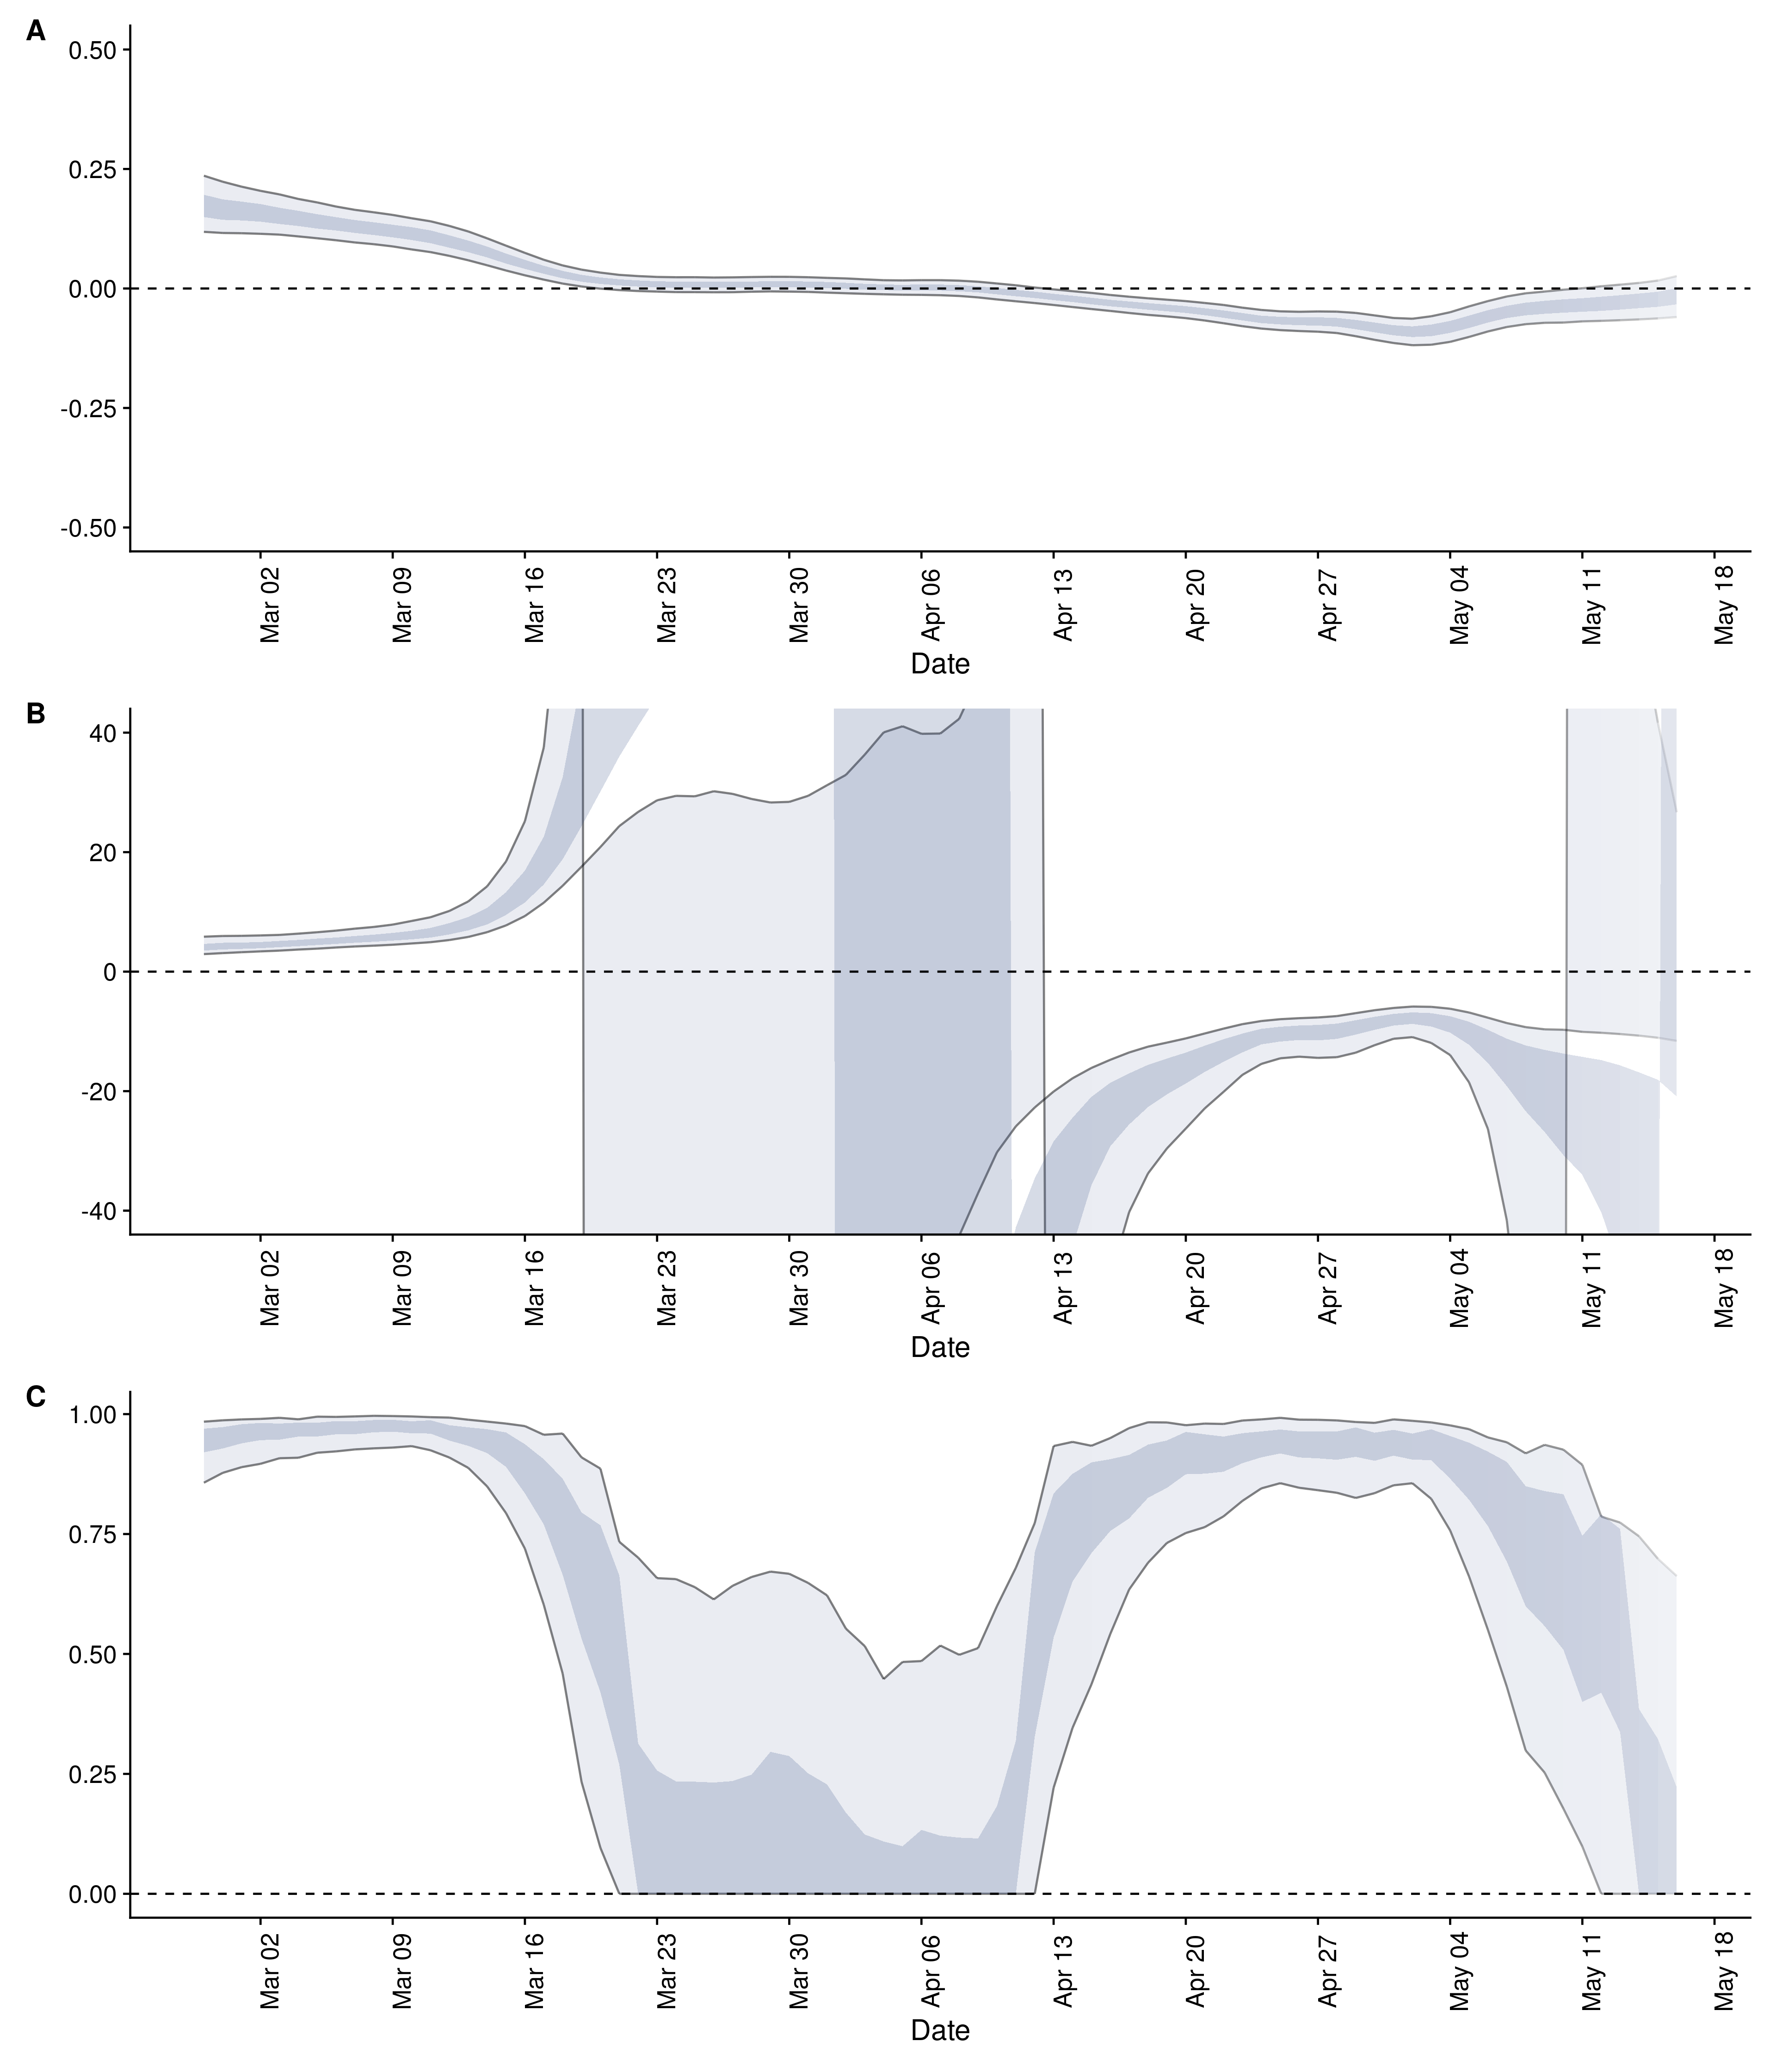 A
0.50
0.25
0.00
-0.25
-0.50
Mar 02
Mar 09
Mar 16
Mar 23
Mar 30
Apr 06
Apr 13
Apr 20
Apr 27
May 04
May 11
May 18
Date
B
40
20
0
-20
-40
Mar 02
Mar 09
Mar 16
Mar 23
Mar 30
Apr 06
Apr 13
Apr 20
Apr 27
May 04
May 11
May 18
Date
C
1.00
0.75
0.50
0.25
0.00
Mar 02
Mar 09
Mar 16
Mar 23
Mar 30
Apr 06
Apr 13
Apr 20
Apr 27
May 04
May 11
May 18
Date